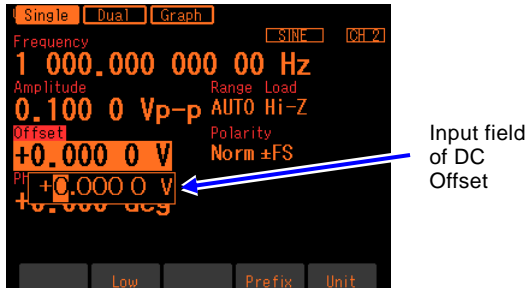 Single Dual Graph
Frequency SINE CH 2
1 000.000 000 00 Hz
Amplitude Range Load
0.100 0 Vp-p AUTO Hi-Z
Offset Polarity
+0.000 0 V Norm ±FS
+0.000 0 V
deg
Low Prefix Unit
Input field
of DC
Offset